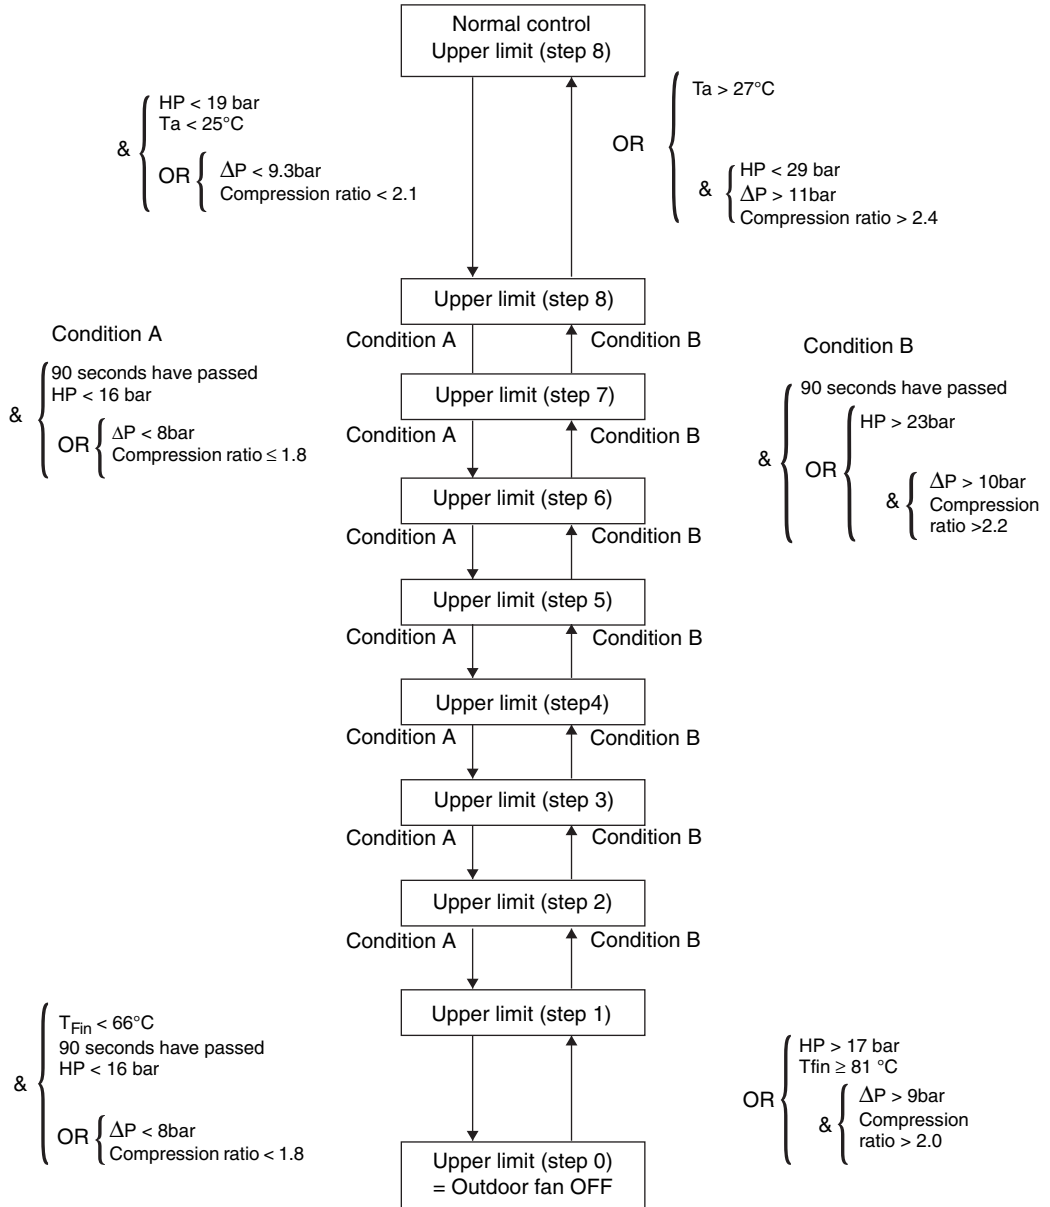 Normal control
Upper limit (step 8)
&
HP < 19 bar
Ta < 25°C
OR
ΔP < 9.3bar
Compression ratio < 2.1
OR
Ta > 27°C
&
HP < 29 bar
ΔP > 11bar
Compression ratio > 2.4
Upper limit (step 8)
Condition A
Condition B
Condition A
&
90 seconds have passed
HP < 16 bar
OR
ΔP < 8bar
Compression ratio ≤ 1.8
Condition B
&
90 seconds have passed
OR
HP > 23bar
&
ΔP > 10bar
Compression
ratio >2.2
Upper limit (step 7)
Condition A
Condition B
Upper limit (step 6)
Condition A
Condition B
Upper limit (step 5)
Condition A
Condition B
Upper limit (step4)
Condition A
Condition B
Upper limit (step 3)
Condition A
Condition B
Upper limit (step 2)
Condition A
Condition B
Upper limit (step 1)
&
TFin < 66°C
90 seconds have passed
HP < 16 bar
OR
ΔP < 8bar
Compression ratio < 1.8
OR
HP > 17 bar
Tfin ≥ 81 °C
&
ΔP > 9bar
Compression
ratio > 2.0
Upper limit (step 0)
= Outdoor fan OFF